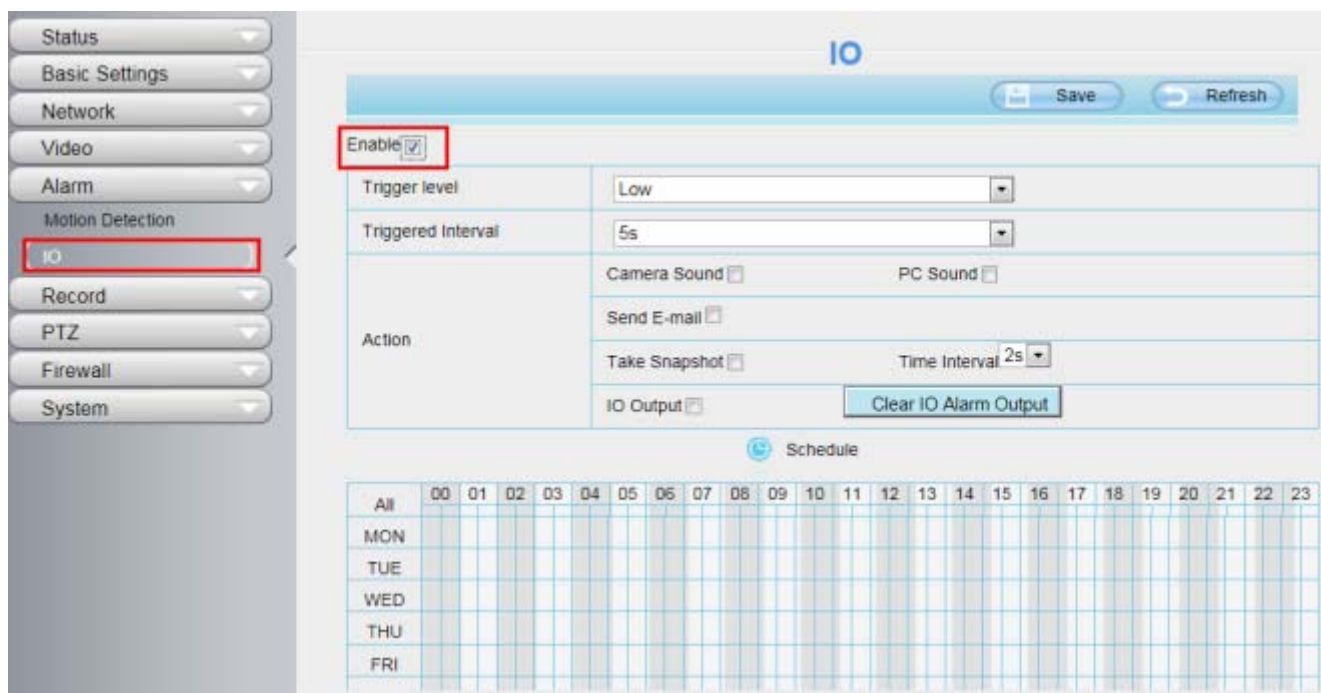 Status
Basic Settings
Network
Video
Alarm
Motion Detection
IO
Record
PTZ
Firewall
System
IO
Save Refresh
Enable
Trigger level Low
Triggered Interval 5s
Action
Camera Sound PC Sound
Send E-mail
Take Snapshot Time Interval 2s
IO Output Clear IO Alarm Output
Schedule
All 00 01 02 03 04 05 06 07 08 09 10 11 12 13 14 15 16 17 18 19 20 21 22 23
MON
TUE
WED
THU
FRI